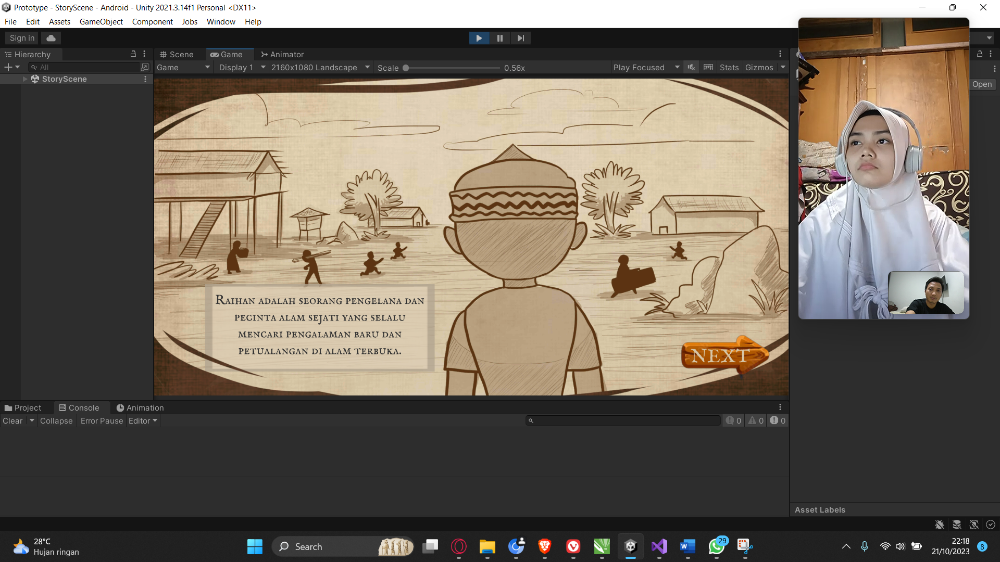 Prototype - StoryScene - Android - Unity 2021.3.14f1 Personal <DX11>
File Edit Assets GameObject Component Jobs Window Help
Sign in
Hierarchy
Scene Game Animator
All
Game Display 1 2160x1080 Landscape Scale 0.56x Play Focused Stats Gizmos
StoryScene
Open
Raihan adalah seorang pengelana dan
pecinta alam sejati yang selalu
mencari pengalaman baru dan
petualangan di alam terbuka.
NEXT
Project Console Animation
Clear Collapse Error Pause Editor
0 0 0
Asset Labels
28°C
Hujan ringan
Search
29
22:18
21/10/2023
8